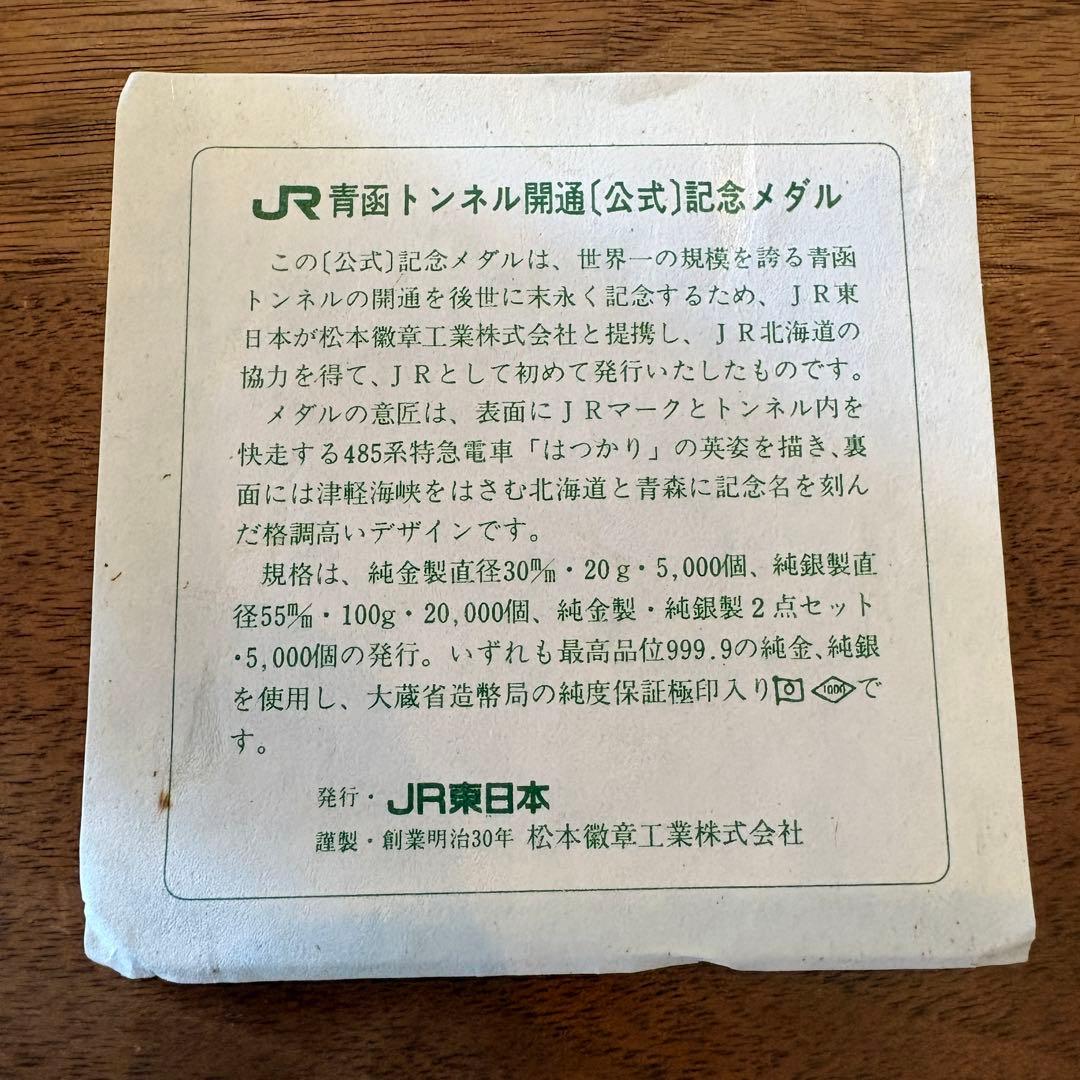 JR青函トンネル開通〔公式〕記念メダル
この〔公式〕記念メダルは、世界一の規模を誇る青函
トンネルの開通を後世に末永く記念するため、JR東
日本が松本徽章工業株式会社と提携し、JR北海道の
協力を得て、JRとして初めて発行いたしたものです。
メダルの意匠は、表面にJRマークとトンネル内を
快走する485系特急電車「はつかり」の英姿を描き、裏
面には津軽海峡をはさむ北海道と青森に記念名を刻ん
だ格調高いデザインです。
規格は、純金製直径30m/m・20g・5,000個、純銀製直
径55m/m・100g・20,000個、純金製・純銀製2点セット
・5,000個の発行。いずれも最高品位999.9の純金、純銀
を使用し、大蔵省造幣局の純度保証極印入り 1000 で
す。
発行・JR東日本
謹製・創業明治30年 松本徽章工業株式会社